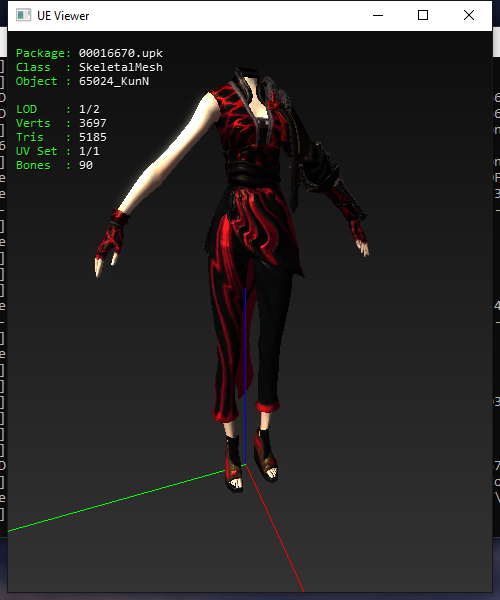 UE Viewer
Package: 00016670.upk
Class : SkeletalMesh
Object : 65024_KunN
LOD : 1/2
Verts : 3697
Tris : 5185
UV Set : 1/1
Bones : 90